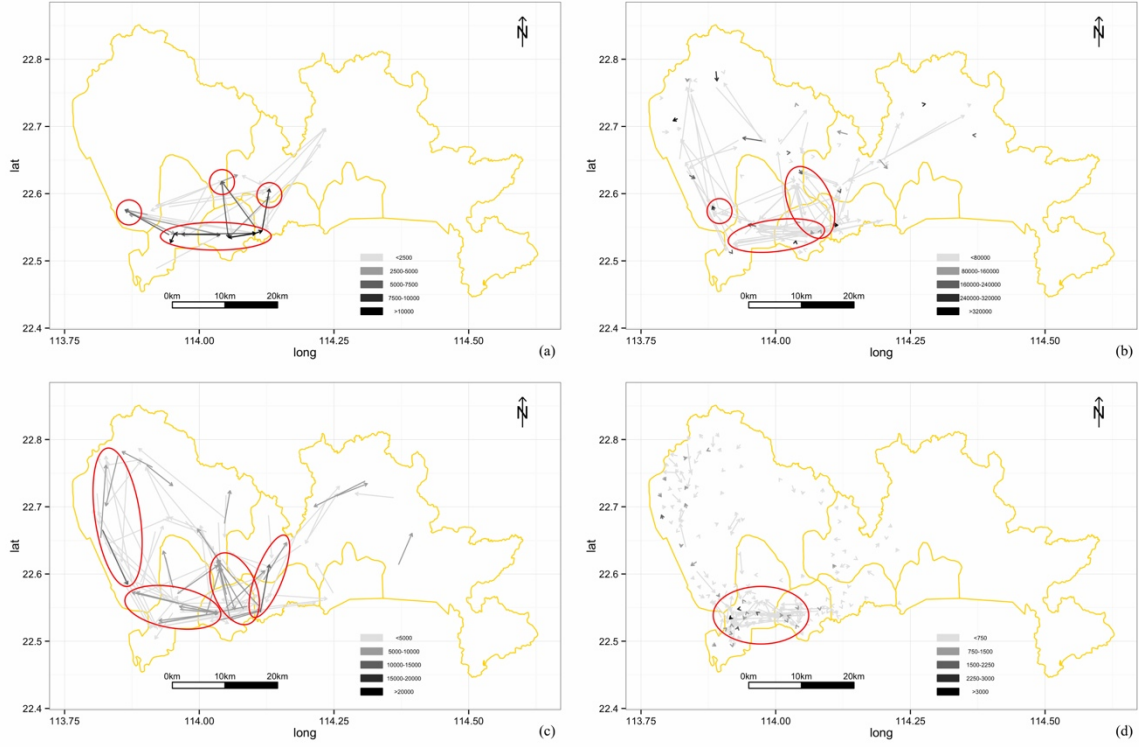 N
22.8
22.7
lat
22.6
22.5
22.4
<2500
2500-5000
5000-7500
7500-10000
>10000
0km 10km 20km
113.75 114.00 114.25 114.50
long
(a)
N
22.8
22.7
lat
22.6
22.5
22.4
<80000
80000-160000
160000-240000
240000-320000
>320000
0km 10km 20km
113.75 114.00 114.25 114.50
long
(b)
N
22.8
22.7
lat
22.6
22.5
22.4
<5000
5000-10000
10000-15000
15000-20000
>20000
0km 10km 20km
113.75 114.00 114.25 114.50
long
(c)
N
22.8
22.7
lat
22.6
22.5
22.4
<750
750-1500
1500-2250
2250-3000
>3000
0km 10km 20km
113.75 114.00 114.25 114.50
long
(d)